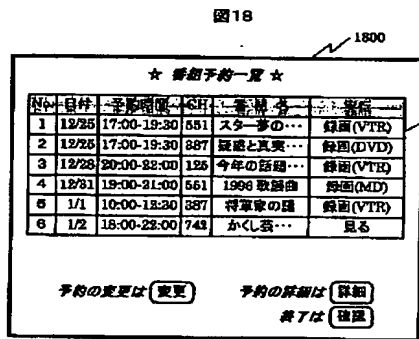 図18
1800
☆ 番組予約一覧 ☆
No 日付 予約時間 CH 番組名
1 12/25 17:00-19:30 551 スター夢の… 録画(VTR)
2 12/25 17:00-19:30 387 疑惑と真実… 録画(DVD)
3 12/28 20:00-22:00 125 今年の話題… 録画(VTR)
4 12/31 19:00-21:00 551 1998 歌謡曲 録画(MD)
5 1/1 10:00-12:30 387 将軍家の謎 録画(VTR)
6 1/2 18:00-22:00 742 かくし芸… 見る
予約の変更は 変更 予約の詳細は 詳細
終了は 確認